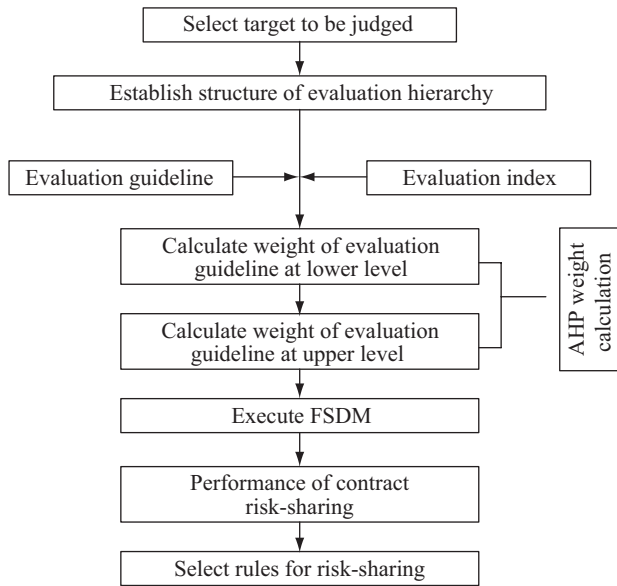 Select target to be judged
Establish structure of evaluation hierarchy
Evaluation guideline
Evaluation index
Calculate weight of evaluation
guideline at lower level
AHP weight
calculation
Calculate weight of evaluation
guideline at upper level
Execute FSDM
Performance of contract
risk-sharing
Select rules for risk-sharing